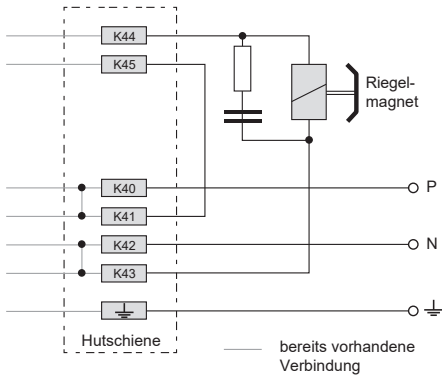 K44
K45
Riegel-
magnet
K40
P
K41
K42
N
K43
Hutschiene
bereits vorhandene
Verbindung